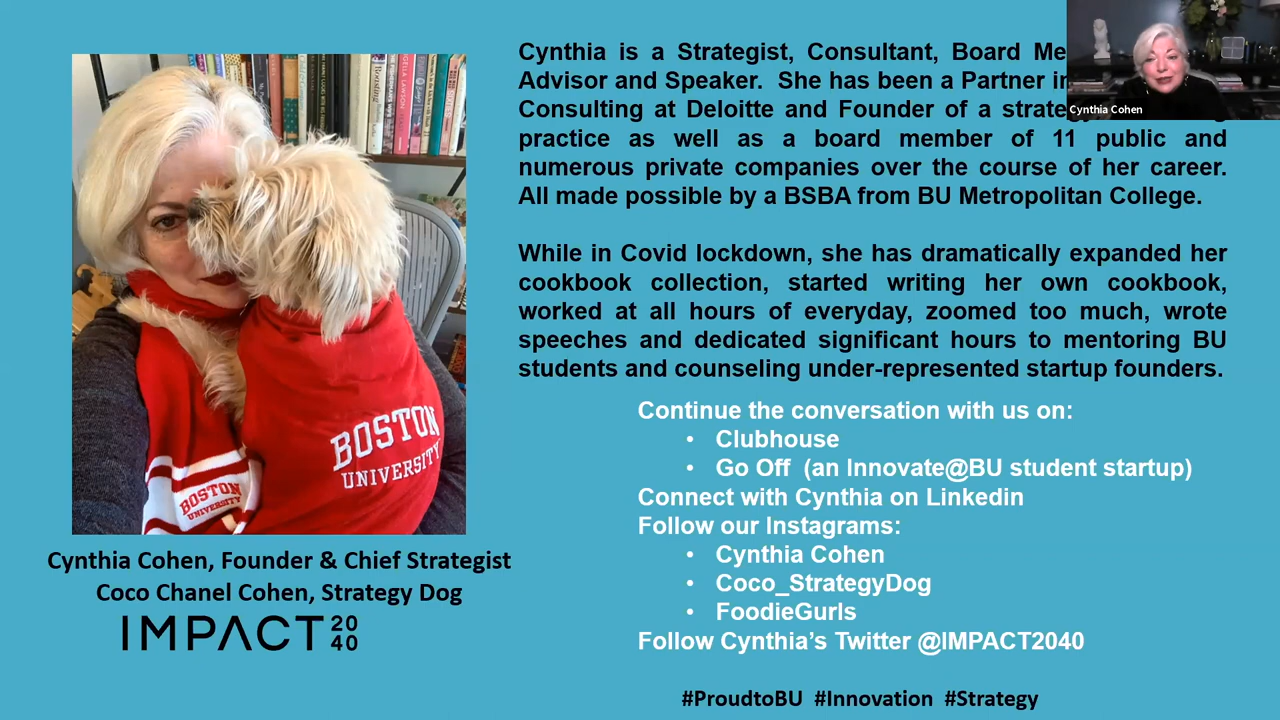 Cynthia is a Strategist, Consultant, Board
Advisor and Speaker. She has been a Partner in
Consulting at Deloitte and Founder of a
practice as well as a board member of 11 public and
numerous private companies over the course of her career.
All made possible by a BSBA from BU Metropolitan College.
While in Covid lockdown, she has dramatically expanded her
cookbook collection, started writing her own cookbook,
worked at all hours of everyday, zoomed too much, wrote
speeches and dedicated significant hours to mentoring BU
students and counseling under-represented startup founders.
Continue the conversation with us on:
• Clubhouse
• Go Off (an Innovate@BU student startup)
Connect with Cynthia on Linkedin
Follow our Instagrams:
• Cynthia Cohen
• Coco_StrategyDog
• FoodieGurls
Follow Cynthia's Twitter @IMPACT2040
#ProudtoBU #Innovation #Strategy
Cynthia Cohen
BOSTON
UNIVERSITY
BOSTON
UNIVERSITY
Cynthia Cohen, Founder & Chief Strategist
Coco Chanel Cohen, Strategy Dog
IMPACT 20
40